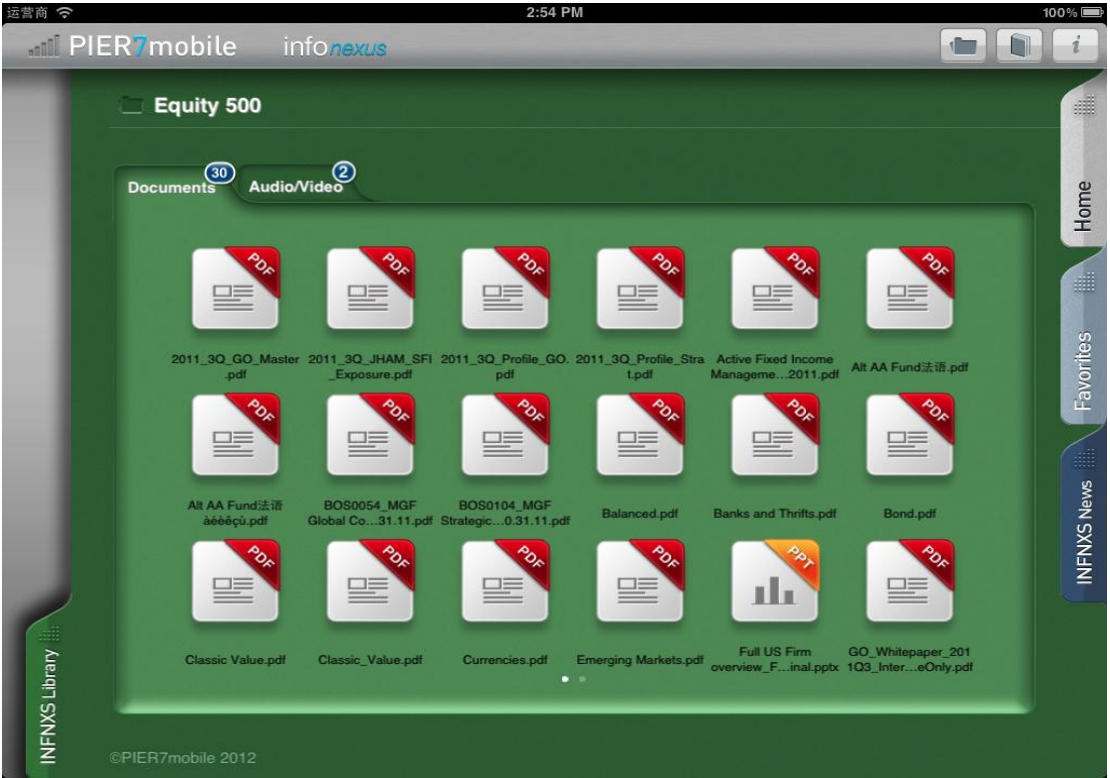 运营商
2:54 PM
100%
PIER7mobile infonexus
i
Equity 500
Documents 30
Audio/Video 2
PDF PDF PDF PDF PDF PDF
2011_3Q_GO_Master
.pdf
2011_3Q_JHAM_SFI
_Exposure.pdf
2011_3Q_Profile_GO.
pdf
2011_3Q_Profile_Stra
t.pdf
Active Fixed Income
Manageme...2011.pdf
Alt AA Fund法语.pdf
PDF PDF PDF PDF PDF PDF
Alt AA Fund法语
àéèêçù.pdf
BOS0054_MGF
Global Co...31.11.pdf
BOS0104_MGF
Strategic...0.31.11.pdf
Balanced.pdf
Banks and Thrifts.pdf
Bond.pdf
PDF PDF PDF PDF PPT PDF
Classic Value.pdf
Classic_Value.pdf
Currencies.pdf
Emerging Markets.pdf
Full US Firm
overview_F...inal.pptx
GO_Whitepaper_201
1Q3_Inter...eOnly.pdf
Home
Favorites
INFNXS News
INFNXS Library
©PIER7mobile 2012